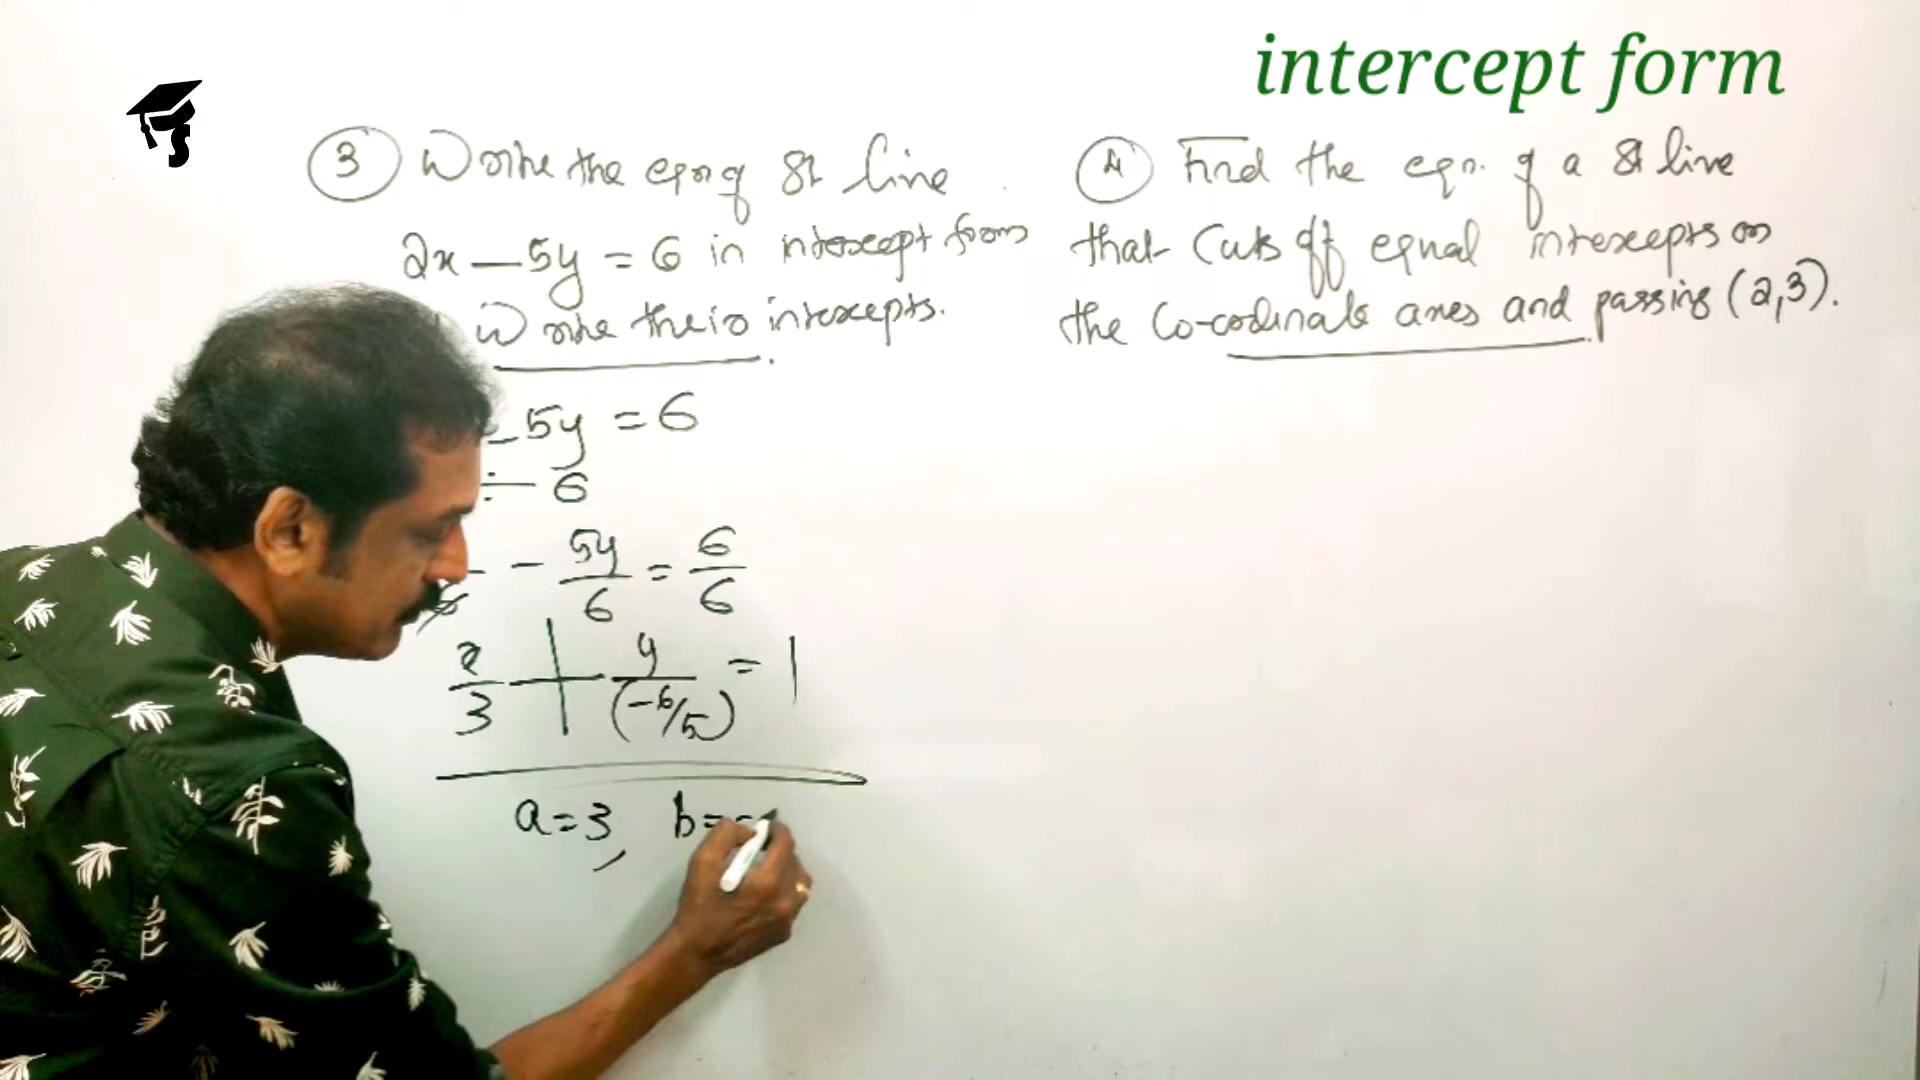 intercept form
③ Write the eqn of St line
2x - 5y = 6 in intercept form
Write their intercepts.
- 5y = 6
÷ 6
- 5y/6 = 6/6
x/3 + y/(-6/5) = 1
a = 3, b = -
④ Find the eqn. of a St line
that cuts off equal intercepts on
the Co-ordinate axes and passing (2,3).